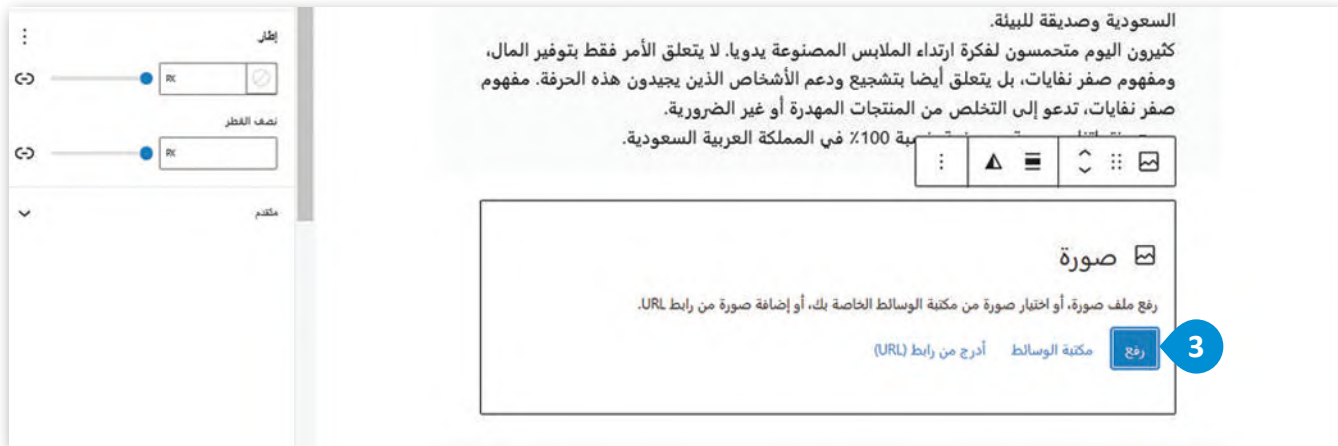 السعودية وصديقة للبيئة.
كثيرون اليوم متحمسون لفكرة ارتداء الملابس المصنوعة يدويا. لا يتعلق الأمر فقط بتوفير المال،
ومفهوم صفر نفايات، بل يتعلق أيضا بتشجيع ودعم الأشخاص الذين يجيدون هذه الحرفة. مفهوم
صفر نفايات، تدعو إلى التخلص من المنتجات المهدرة أو غير الضرورية.
100٪ في المملكة العربية السعودية.
صورة
رفع ملف صورة، أو اختيار صورة من مكتبة الوسائط الخاصة بك، أو إضافة صورة من رابط URL.
رفع مكتبة الوسائط أدرج من رابط (URL)
3
إطار
PX
نصف القطر
PX
متقدم